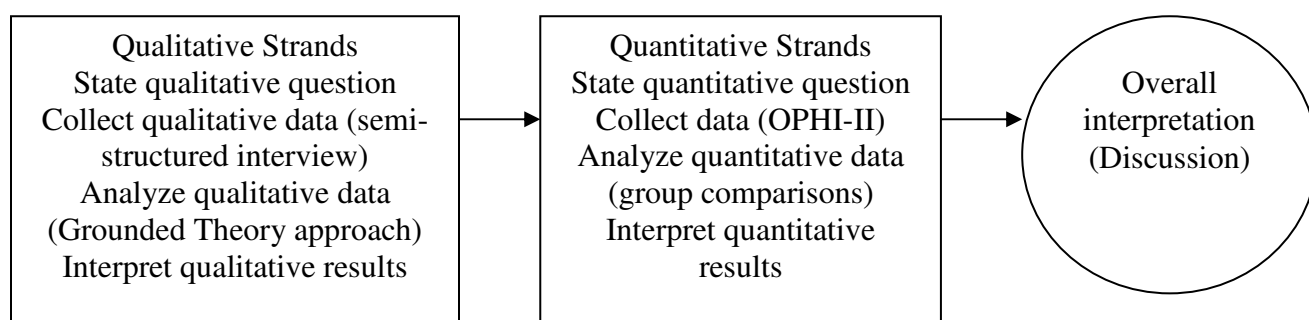 Qualitative Strands
State qualitative question
Collect qualitative data (semi-
structured interview)
Analyze qualitative data
(Grounded Theory approach)
Interpret qualitative results
Quantitative Strands
State quantitative question
Collect data (OPHI-II)
Analyze quantitative data
(group comparisons)
Interpret quantitative
results
Overall
interpretation
(Discussion)